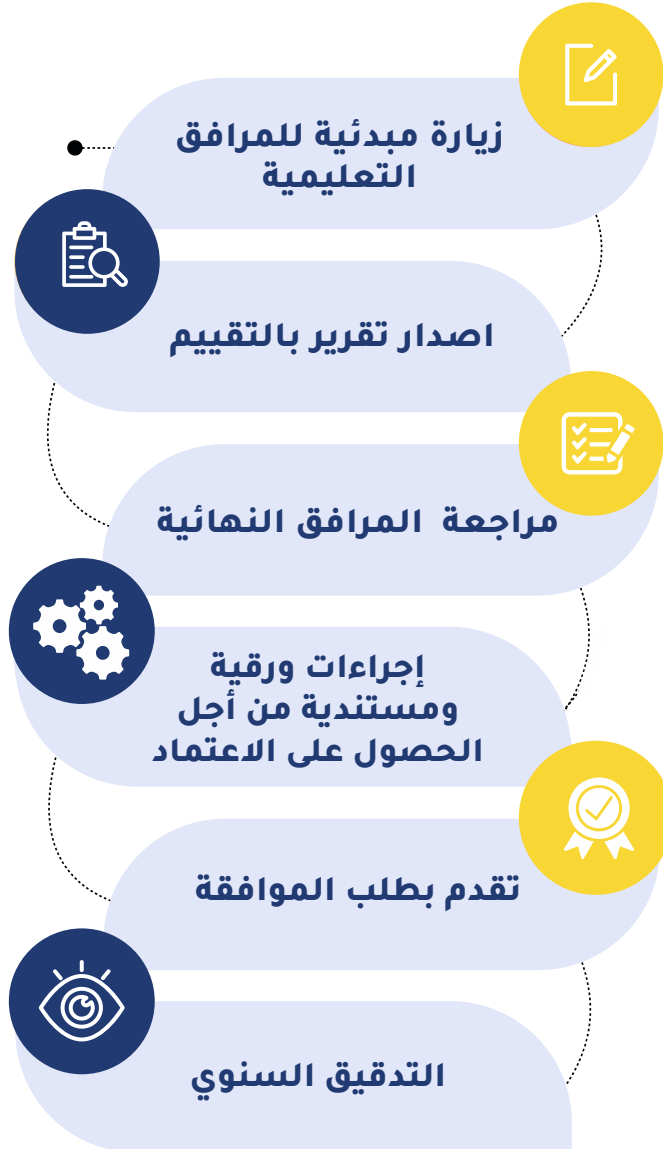 زيارة مبدئية للمرافق
التعليمية
اصدار تقرير بالتقييم
مراجعة المرافق النهائية
إجراءات ورقية
ومستندية من أجل
الحصول على الاعتماد
تقدم بطلب الموافقة
التدقيق السنوي